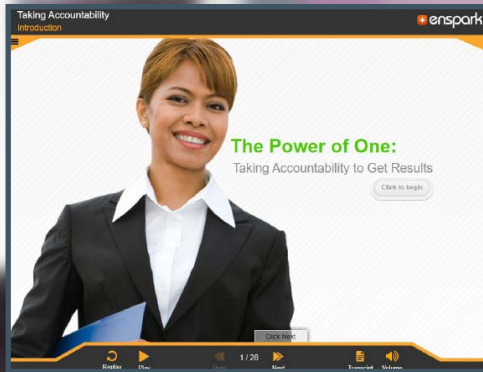 Taking Accountability
Introduction
enspark
The Power of One:
Taking Accountability to Get Results
Click to begin
Click Next
1 / 28
Replay Play Prev Next Transcript Volume